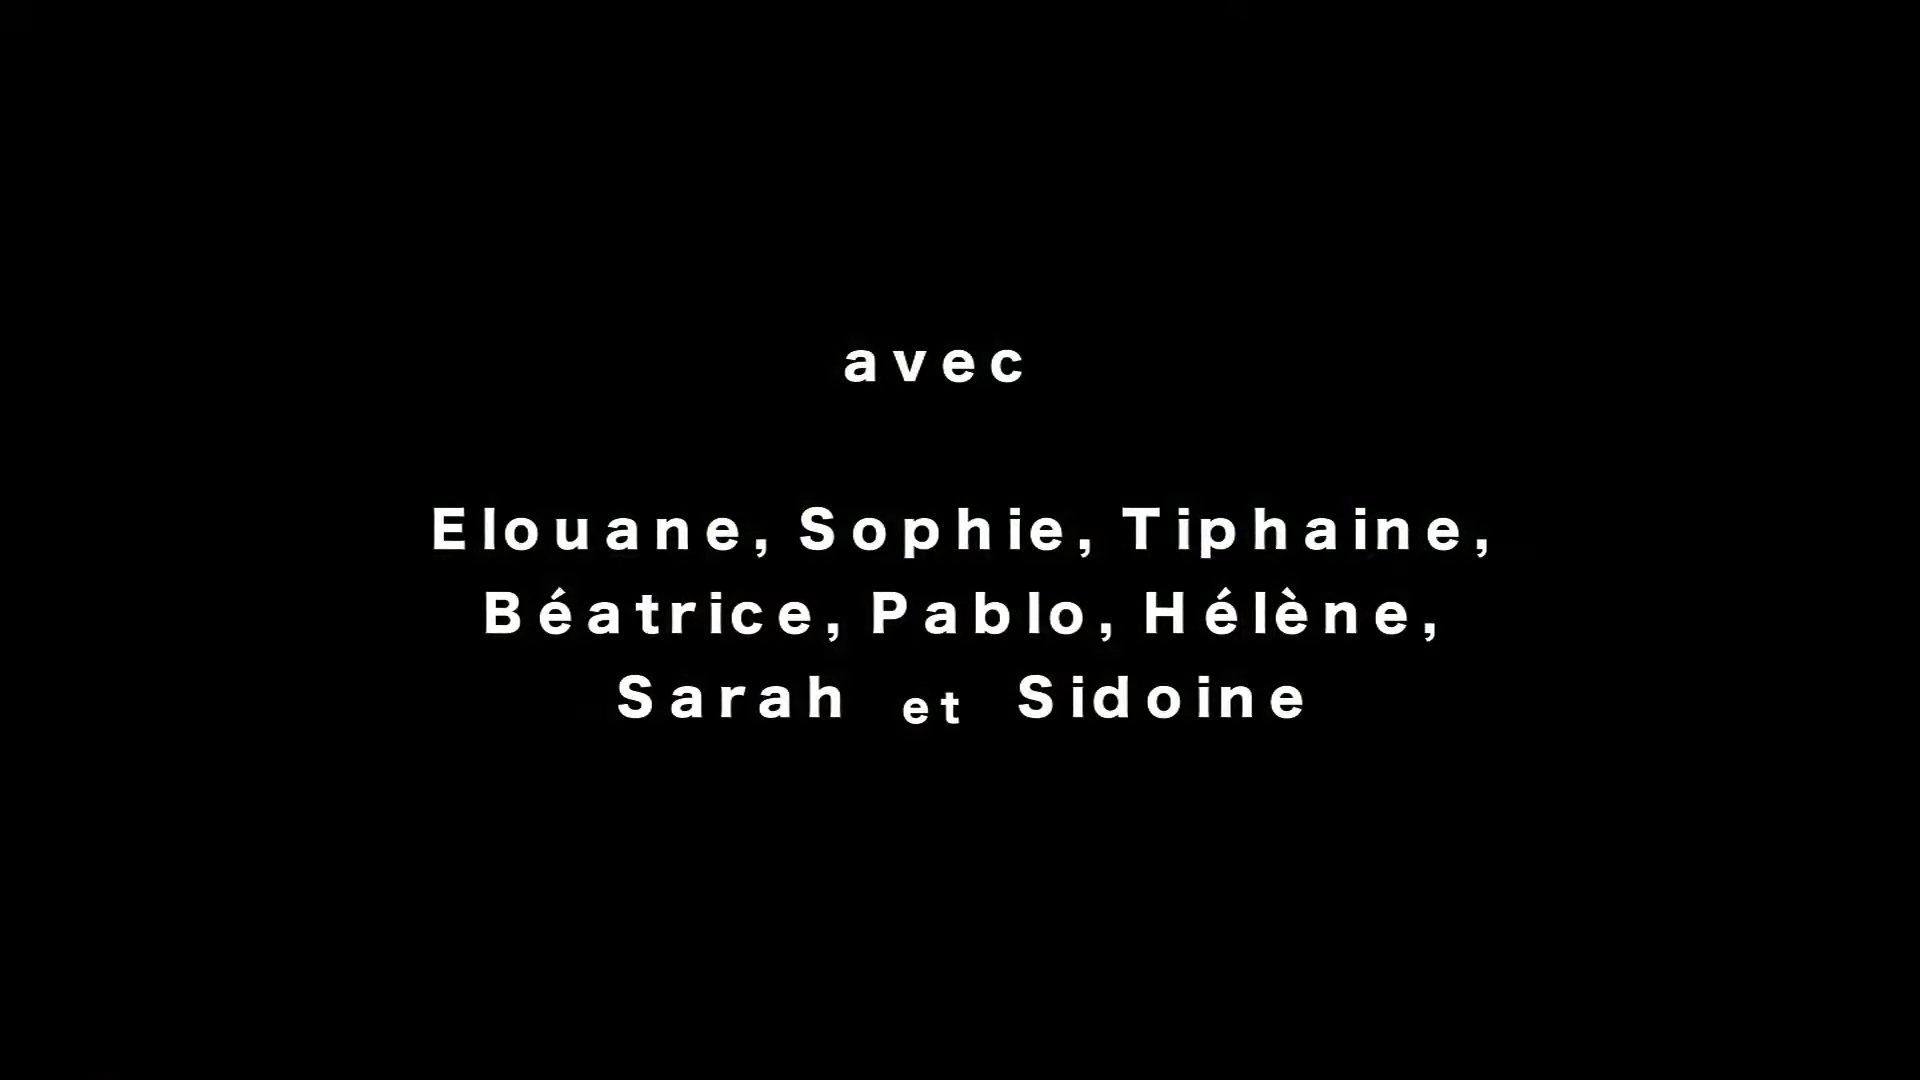 avec
Elouane, Sophie, Tiphaine,
Béatrice, Pablo, Hélène,
Sarah et Sidoine